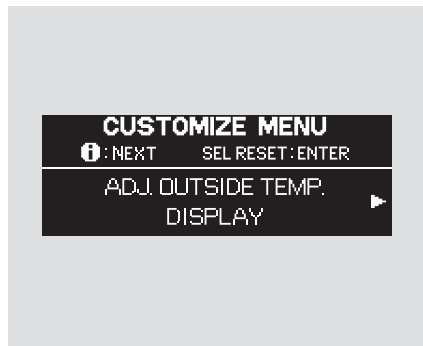 CUSTOMIZE MENU
i:NEXT SEL RESET:ENTER
ADJ. OUTSIDE TEMP.
DISPLAY